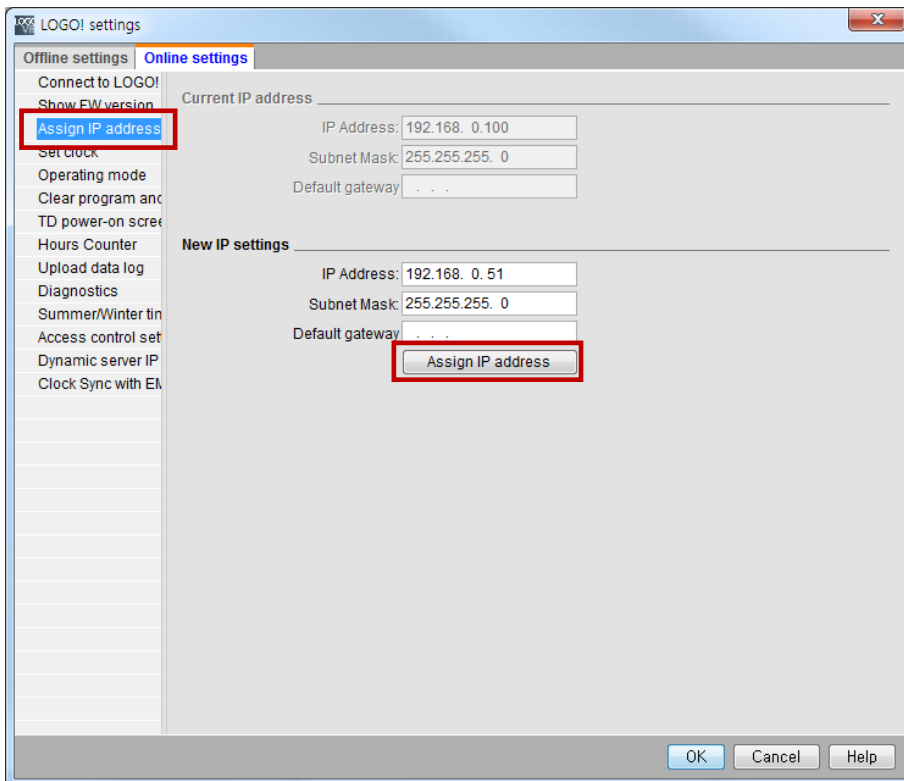 LOGO! settings
Offline settings Online settings
Connect to LOGO!
Show FW version
Assign IP address
Set clock
Operating mode
Clear program and
TD power-on scree
Hours Counter
Upload data log
Diagnostics
Summer/Winter tin
Access control set
Dynamic server IP
Clock Sync with EM
Current IP address
IP Address: 192.168. 0.100
Subnet Mask: 255.255.255. 0
Default gateway . . .
New IP settings
IP Address: 192.168. 0. 51
Subnet Mask: 255.255.255. 0
Default gateway . . .
Assign IP address
OK Cancel Help